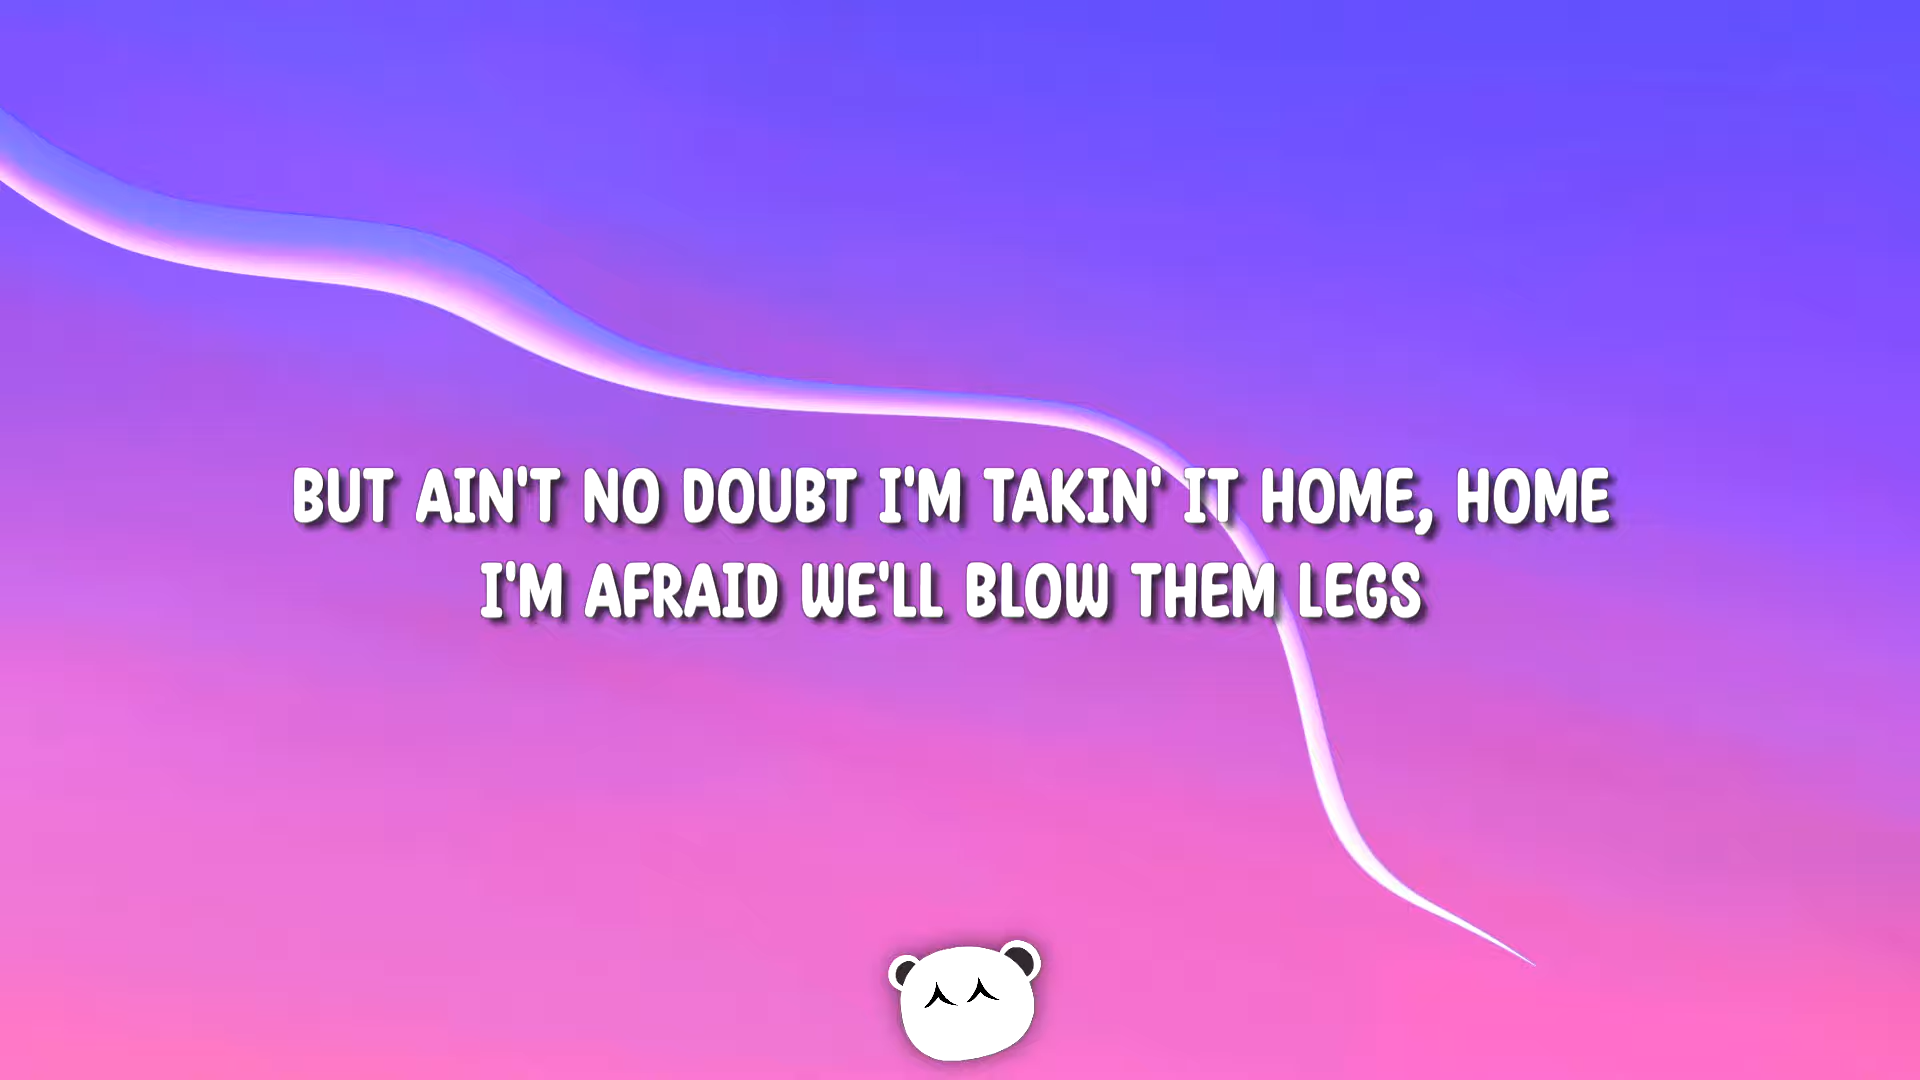 BUT AIN'T NO DOUBT I'M TAKIN' IT HOME, HOME
I'M AFRAID WE'LL BLOW THEM LEGS